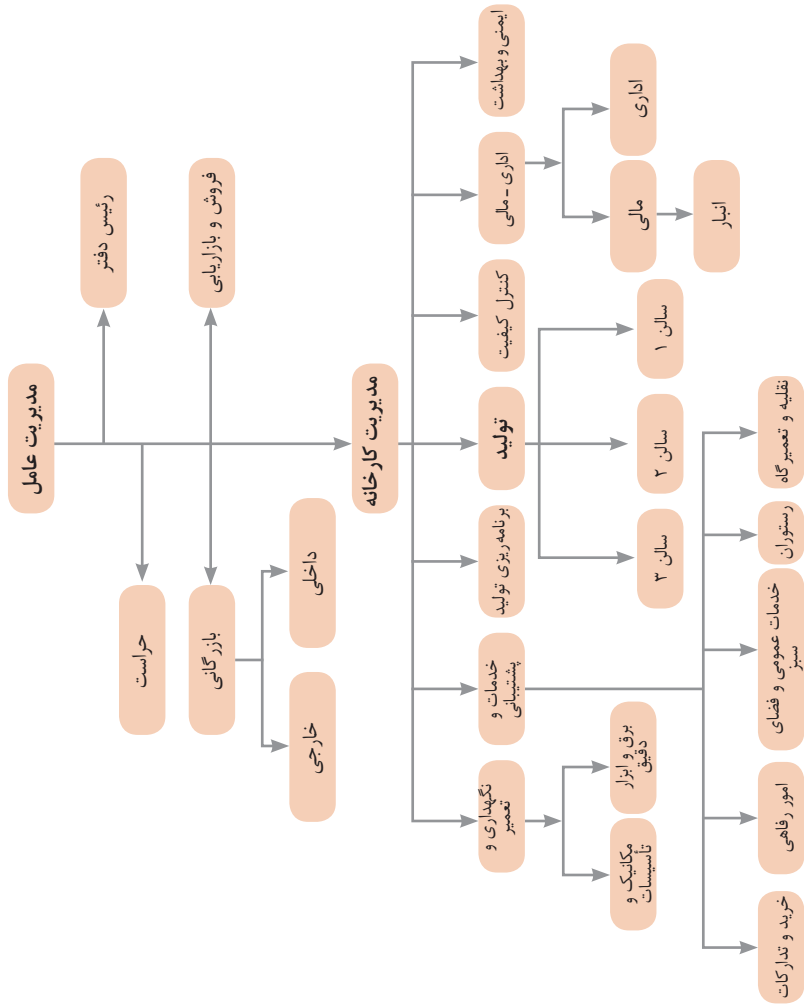 مدیریت عامل
رئیس دفتر
حراست
فروش و بازاریابی
بازرگانی
داخلی
خارجی
مدیریت کارخانه
ایمنی و بهداشت
اداری - مالی
کنترل کیفیت
تولید
برنامه ریزی تولید
خدمات و
پشتیبانی
نگهداری و
تعمیر
اداری
مالی
انبار
سالن ۱
سالن ۲
سالن ۳
برق و ابزار
دقیق
مکانیک و
تأسیسات
نقلیه و تعمیرگاه
رستوران
خدمات عمومی و فضای
سبز
امور رفاهی
خرید و تدارکات